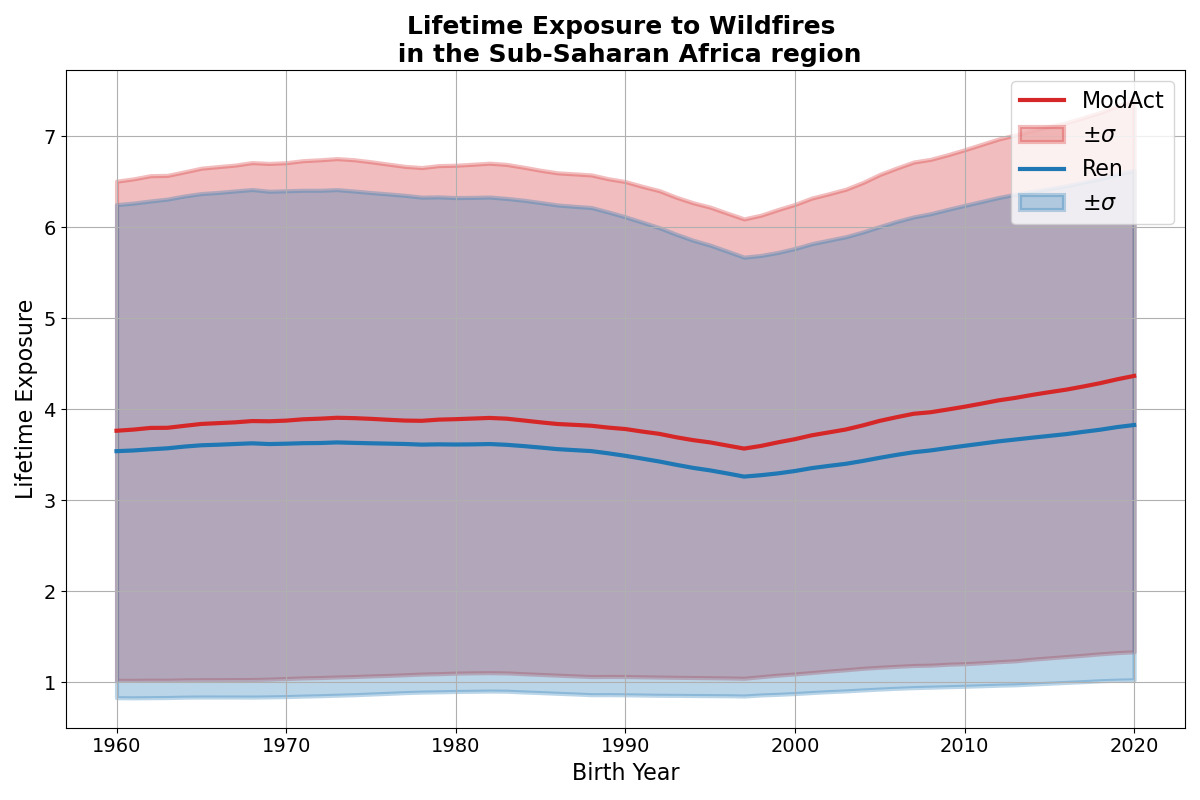 Lifetime Exposure to Wildfires
in the Sub-Saharan Africa region
ModAct
±σ
Ren
±σ
Lifetime Exposure
7
6
5
4
3
2
1
1960 1970 1980 1990 2000 2010 2020
Birth Year